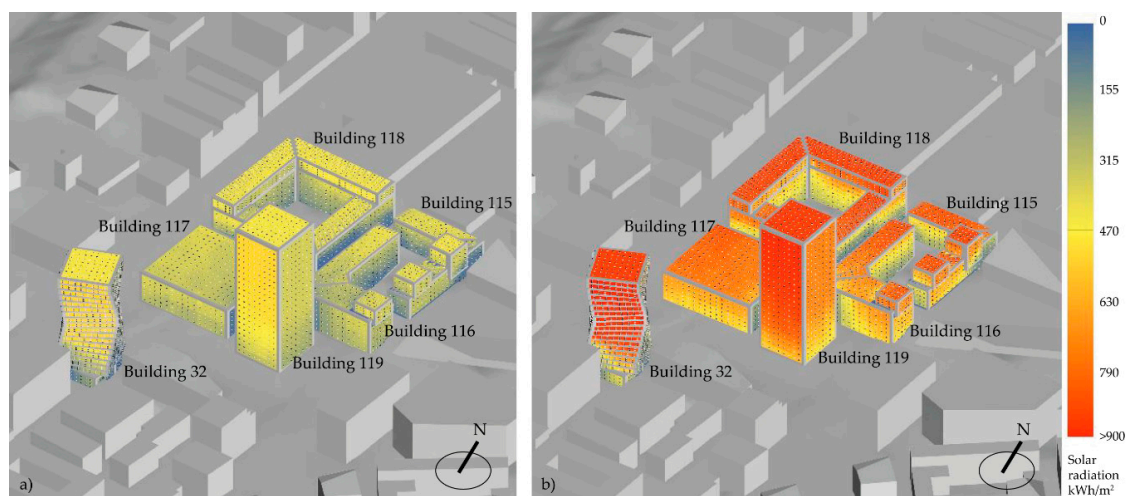 Building 118
Building 115
Building 117
Building 116
Building 119
Building 32
N
a)
Building 118
Building 115
Building 117
Building 116
Building 119
Building 32
N
b)
0
155
315
470
630
790
>900
Solar
radiation
kWh/m²